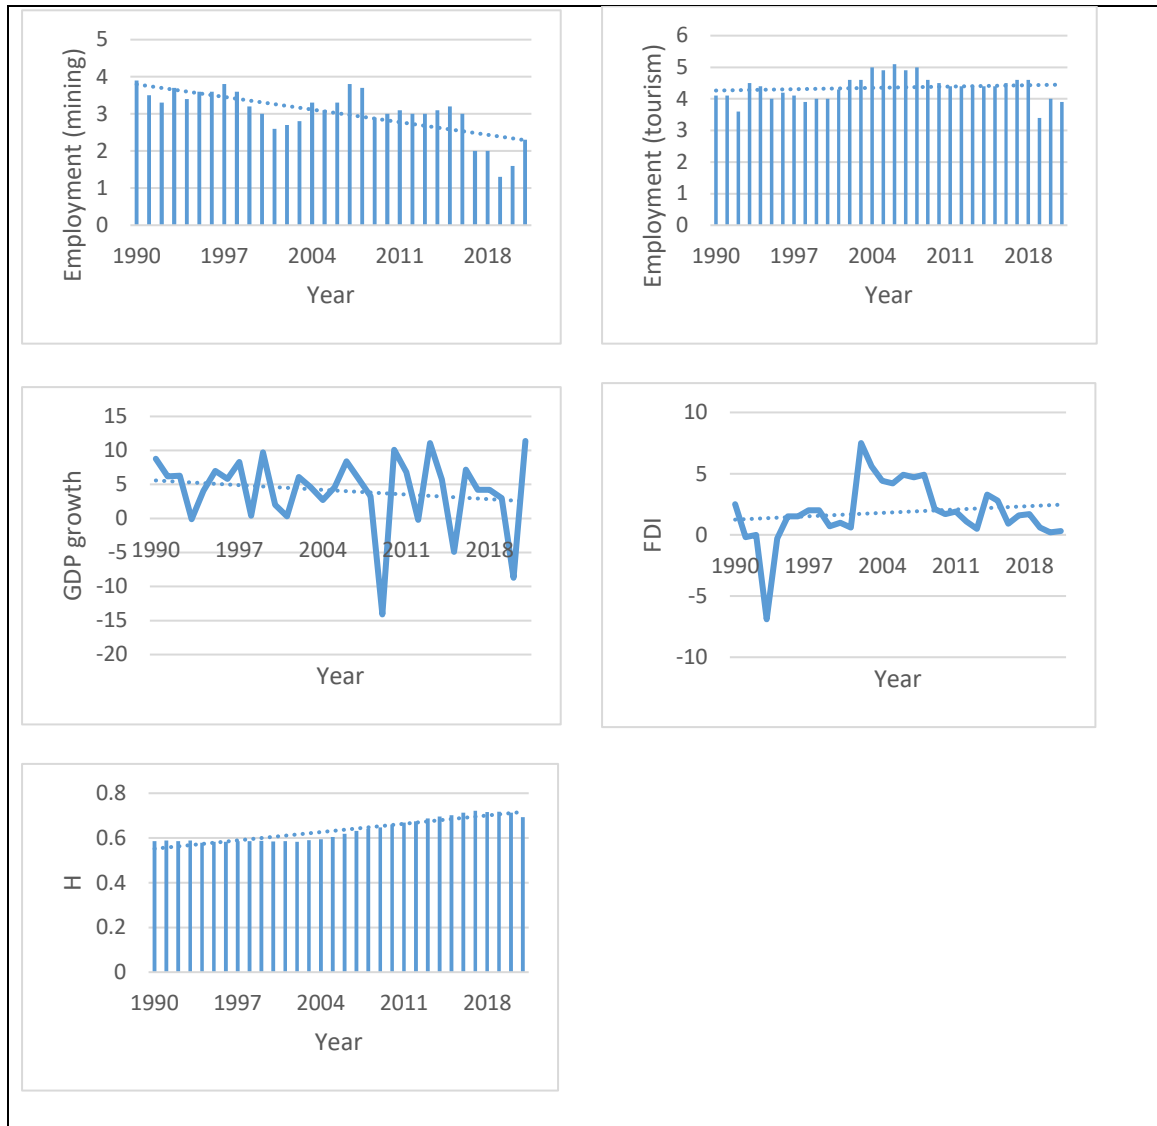 Employment (mining)
5
4
3
2
1
0
1990 1997 2004 2011 2018
Year
Employment (tourism)
6
5
4
3
2
1
0
1990 1997 2004 2011 2018
Year
GDP growth
15
10
5
0
-5
-10
-15
-20
1990 1997 2004 2011 2018
Year
FDI
10
5
0
-5
-10
1990 1997 2004 2011 2018
Year
H
0.8
0.6
0.4
0.2
0
1990 1997 2004 2011 2018
Year